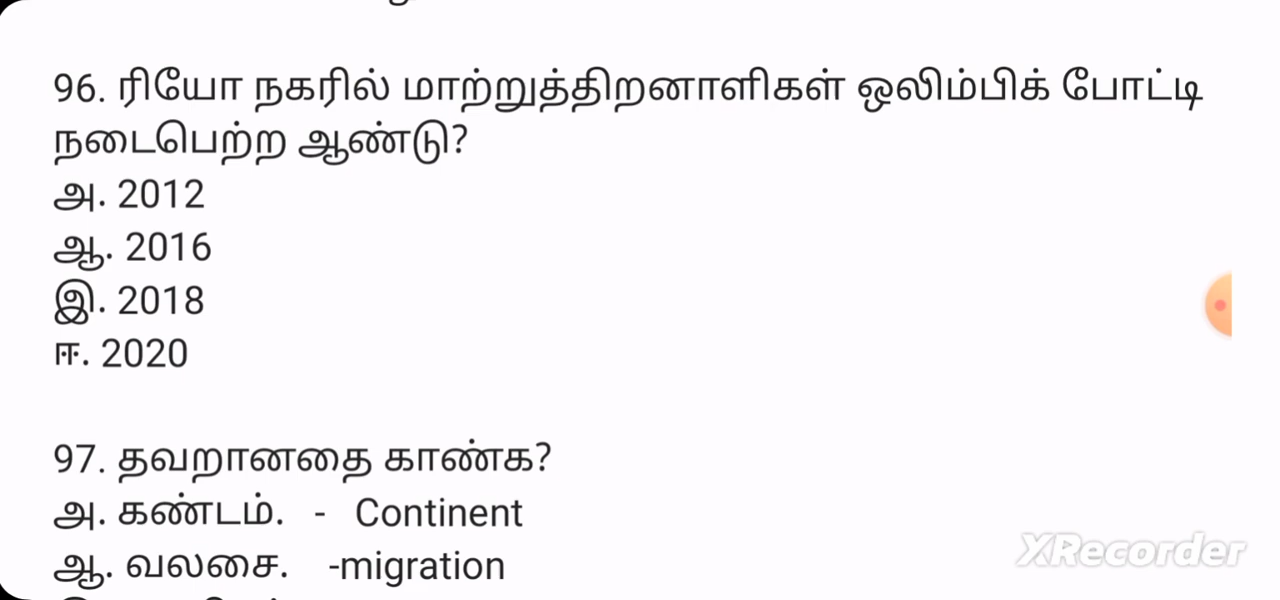 96. ரியோ நகரில் மாற்றுத்திறனாளிகள் ஒலிம்பிக் போட்டி
நடைபெற்ற ஆண்டு?
அ. 2012
ஆ. 2016
இ. 2018
ஈ. 2020
97. தவறானதை காண்க?
அ. கண்டம். - Continent
ஆ. வலசை. -migration
XRecorder